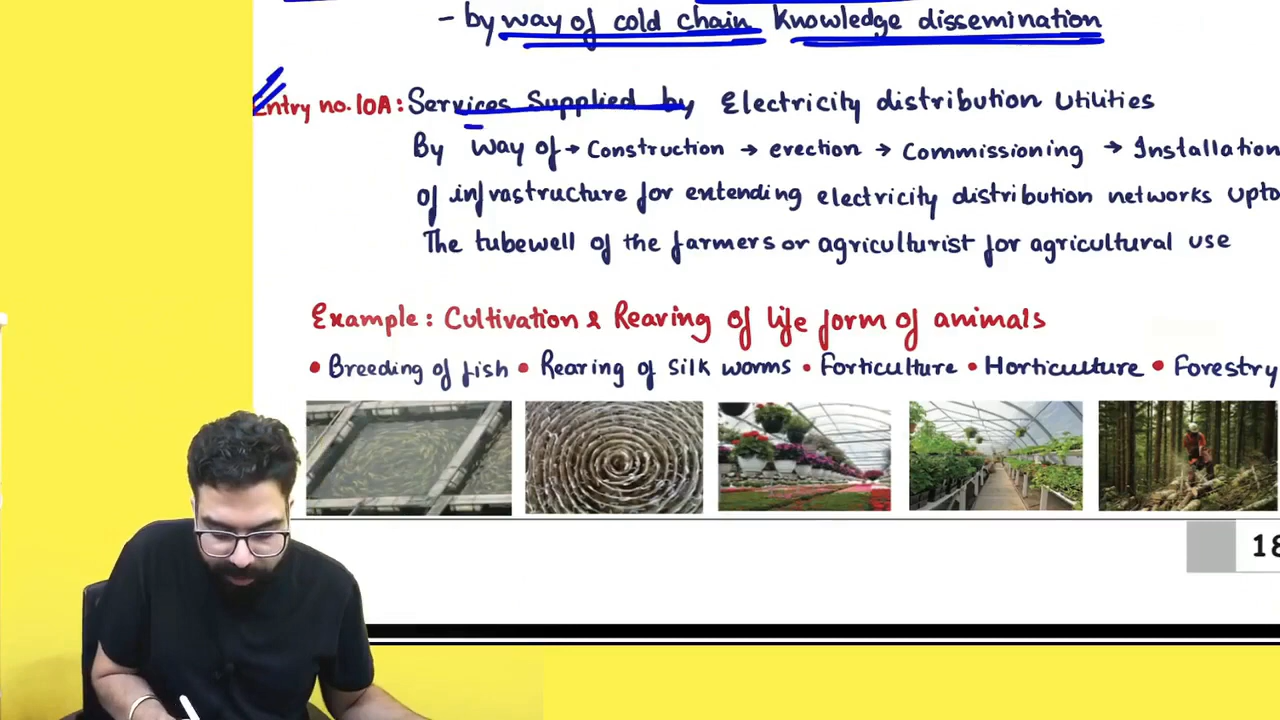 - by way of cold chain Knowledge dissemination
Entry no. 10A: Services Supplied by Electricity distribution Utilities
By way of → Construction → erection → Commissioning → Installation
of infrastructure for extending electricity distribution networks upto
The tubewell of the farmers or agriculturist for agricultural use
Example: Cultivation & Rearing of life form of animals
• Breeding of fish • Rearing of silk worms • Forticulture • Horticulture • Forestry
18